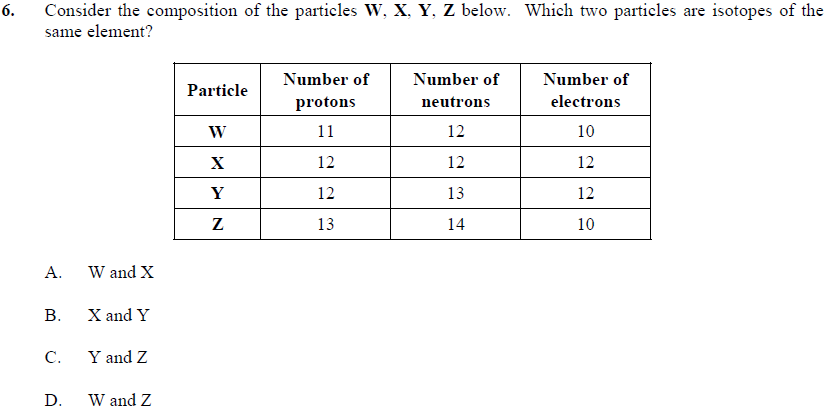 6. Consider the composition of the particles W, X, Y, Z below. Which two particles are isotopes of the
same element?
Particle Number of protons Number of neutrons Number of electrons
W 11 12 10
X 12 12 12
Y 12 13 12
Z 13 14 10
A. W and X
B. X and Y
C. Y and Z
D. W and Z